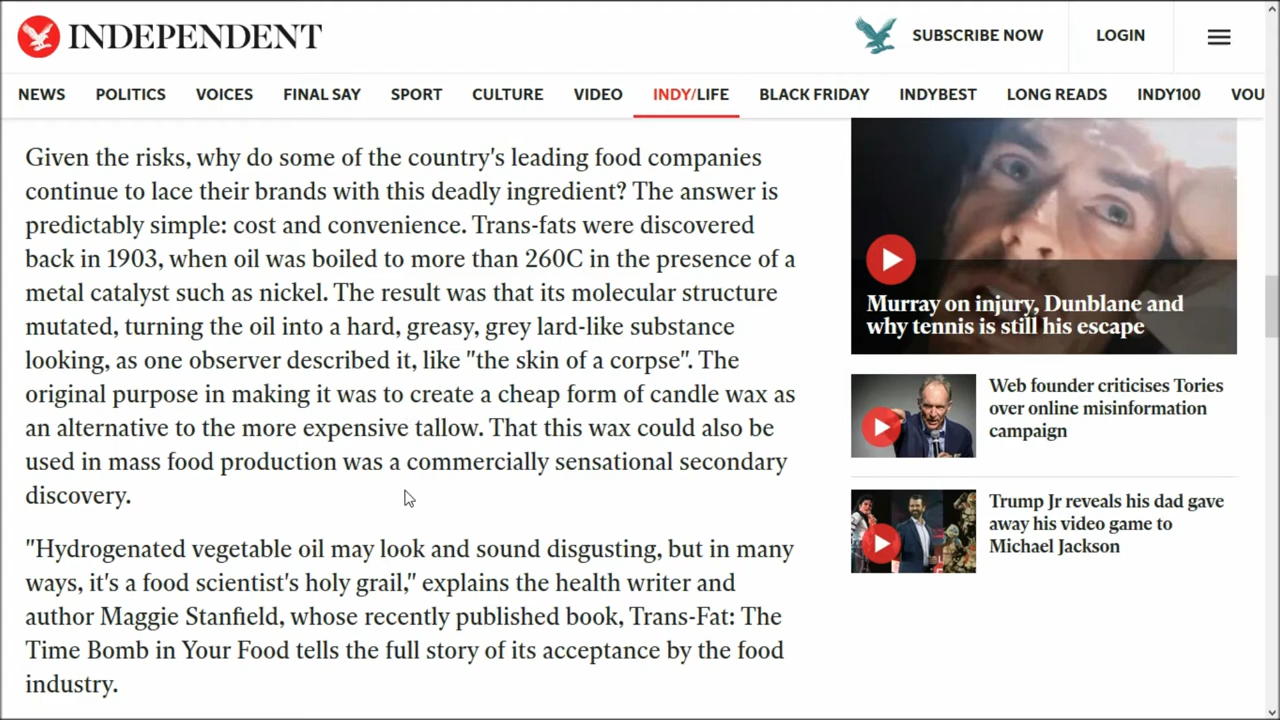 INDEPENDENT
SUBSCRIBE NOW
LOGIN
NEWS
POLITICS
VOICES
FINAL SAY
SPORT
CULTURE
VIDEO
INDY/LIFE
BLACK FRIDAY
INDYBEST
LONG READS
INDY100
VOU
Given the risks, why do some of the country's leading food companies
continue to lace their brands with this deadly ingredient? The answer is
predictably simple: cost and convenience. Trans-fats were discovered
back in 1903, when oil was boiled to more than 260C in the presence of a
metal catalyst such as nickel. The result was that its molecular structure
mutated, turning the oil into a hard, greasy, grey lard-like substance
looking, as one observer described it, like "the skin of a corpse". The
original purpose in making it was to create a cheap form of candle wax as
an alternative to the more expensive tallow. That this wax could also be
used in mass food production was a commercially sensational secondary
discovery.
"Hydrogenated vegetable oil may look and sound disgusting, but in many
ways, it's a food scientist's holy grail," explains the health writer and
author Maggie Stanfield, whose recently published book, Trans-Fat: The
Time Bomb in Your Food tells the full story of its acceptance by the food
industry.
Murray on injury, Dunblane and
why tennis is still his escape
Web founder criticises Tories
over online misinformation
campaign
Trump Jr reveals his dad gave
away his video game to
Michael Jackson